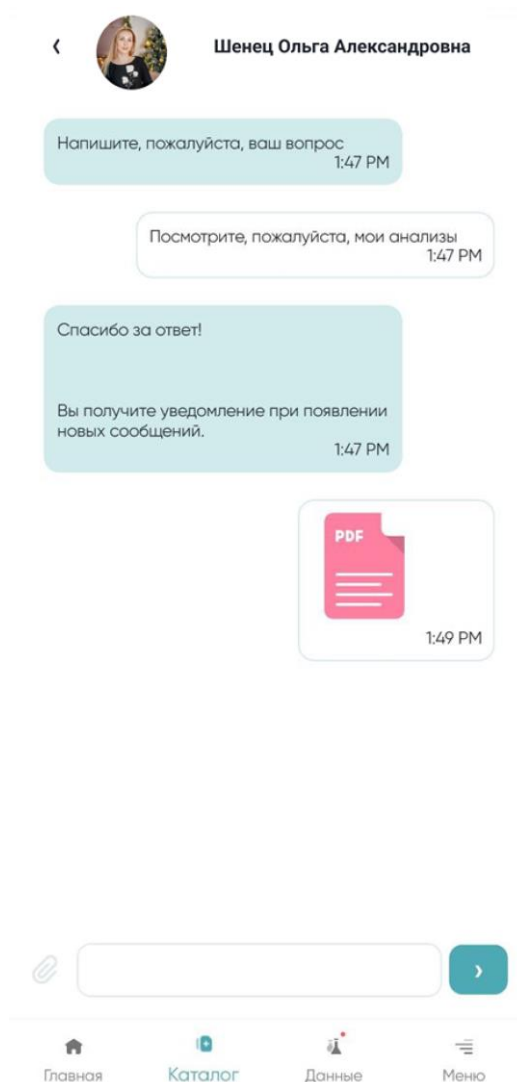 Шенец Ольга Александровна
Напишите, пожалуйста, ваш вопрос
1:47 PM
Посмотрите, пожалуйста, мои анализы
1:47 PM
Спасибо за ответ!
Вы получите уведомление при появлении
новых сообщений.
1:47 PM
PDF
1:49 PM
Главная Каталог Данные Меню